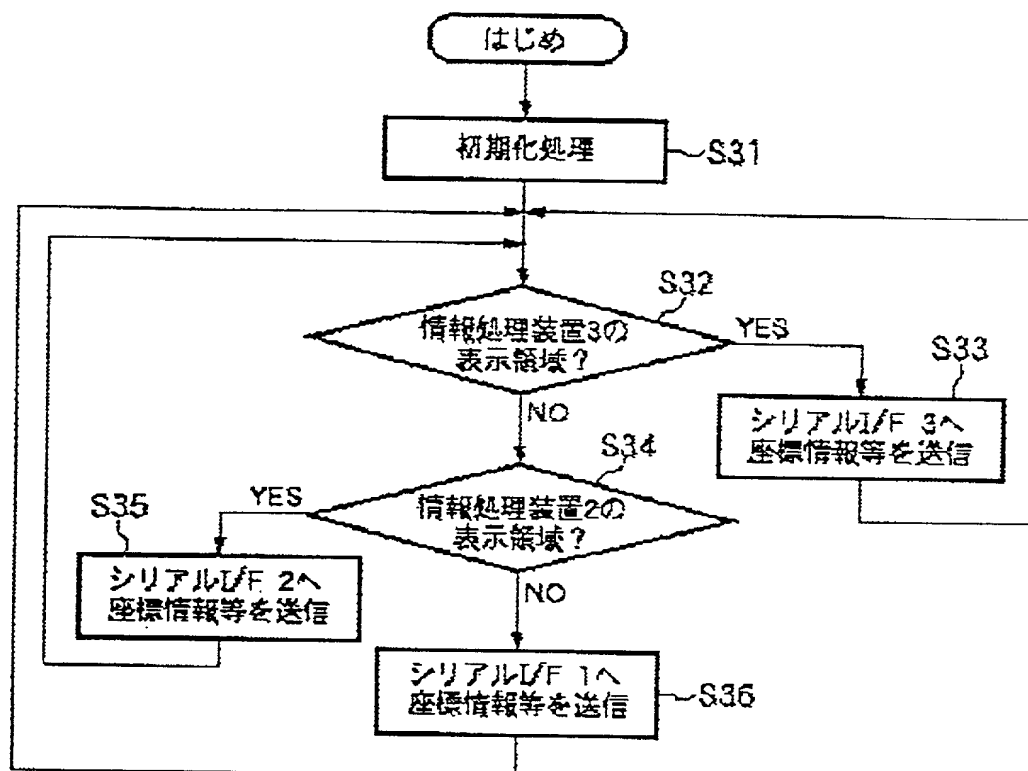 はじめ
初期化処理
S31
S32
情報処理装置3の
表示領域?
YES
S33
シリアルI/F 3へ
座標情報等を送信
NO
S34
情報処理装置2の
表示領域?
YES
S35
シリアルI/F 2へ
座標情報等を送信
NO
シリアルI/F 1へ
座標情報等を送信
S36